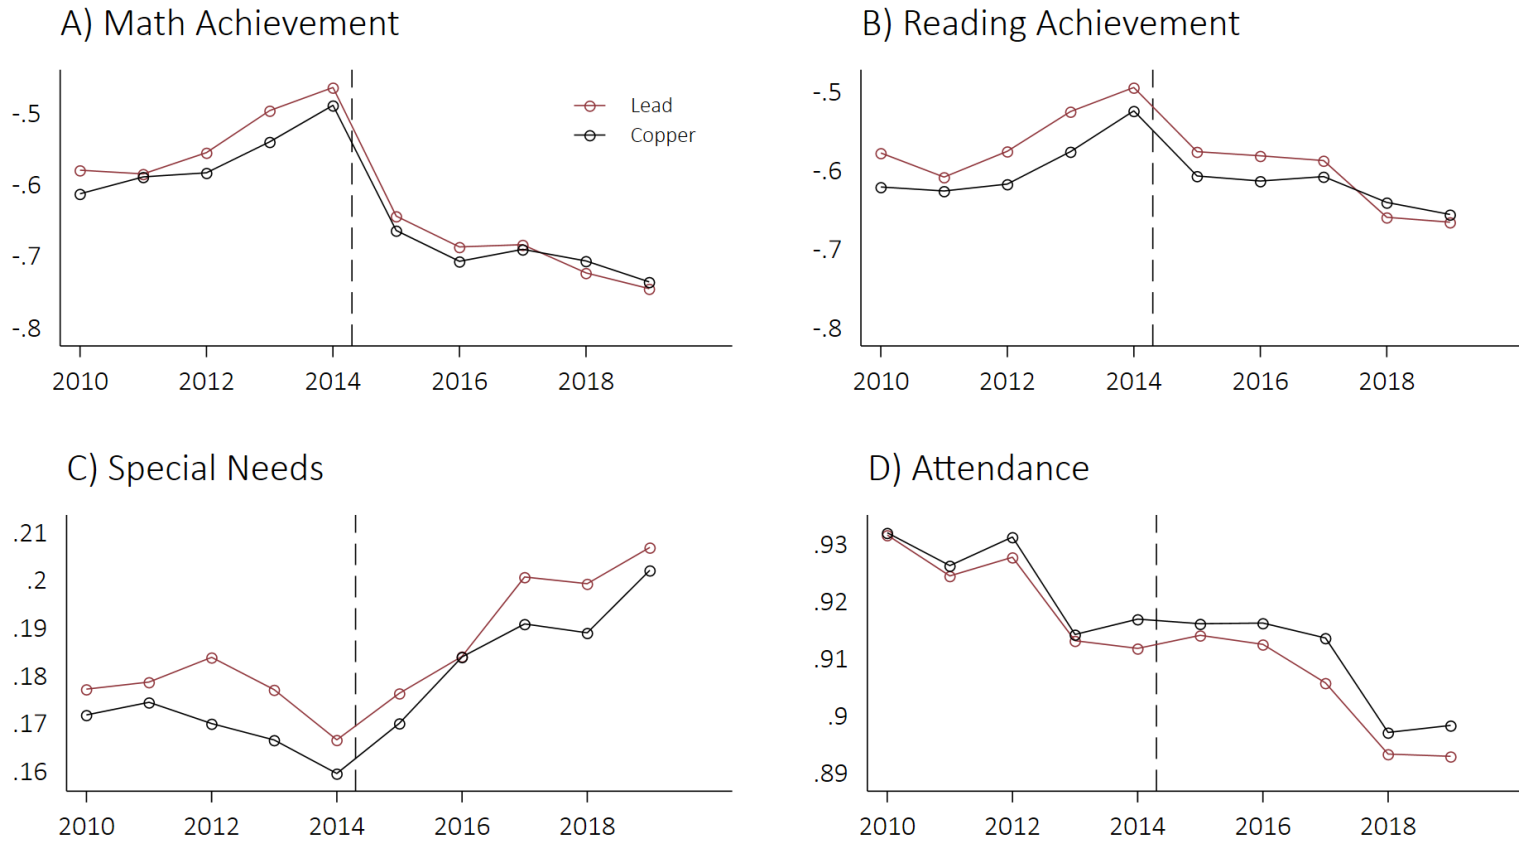 A) Math Achievement
-.5
-.6
-.7
-.8
2010 2012 2014 2016 2018
Lead
Copper
B) Reading Achievement
-.5
-.6
-.7
-.8
2010 2012 2014 2016 2018
C) Special Needs
.21
.2
.19
.18
.17
.16
2010 2012 2014 2016 2018
D) Attendance
.93
.92
.91
.9
.89
2010 2012 2014 2016 2018